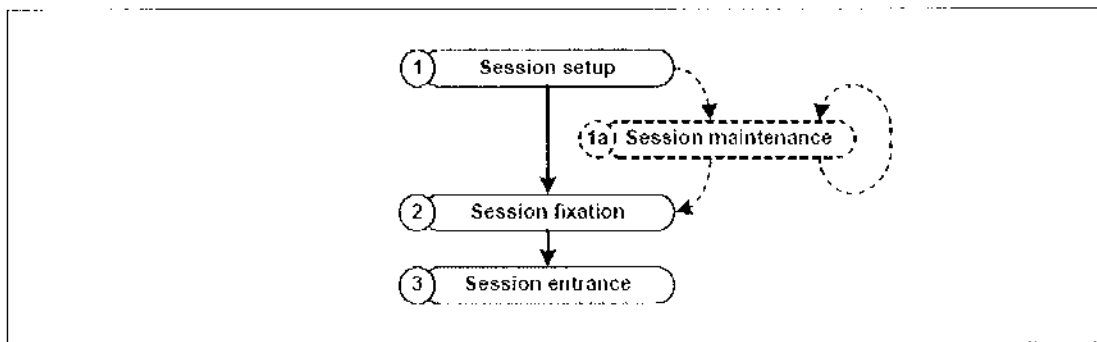 1 Session setup
1a Session maintenance
2 Session fixation
3 Session entrance